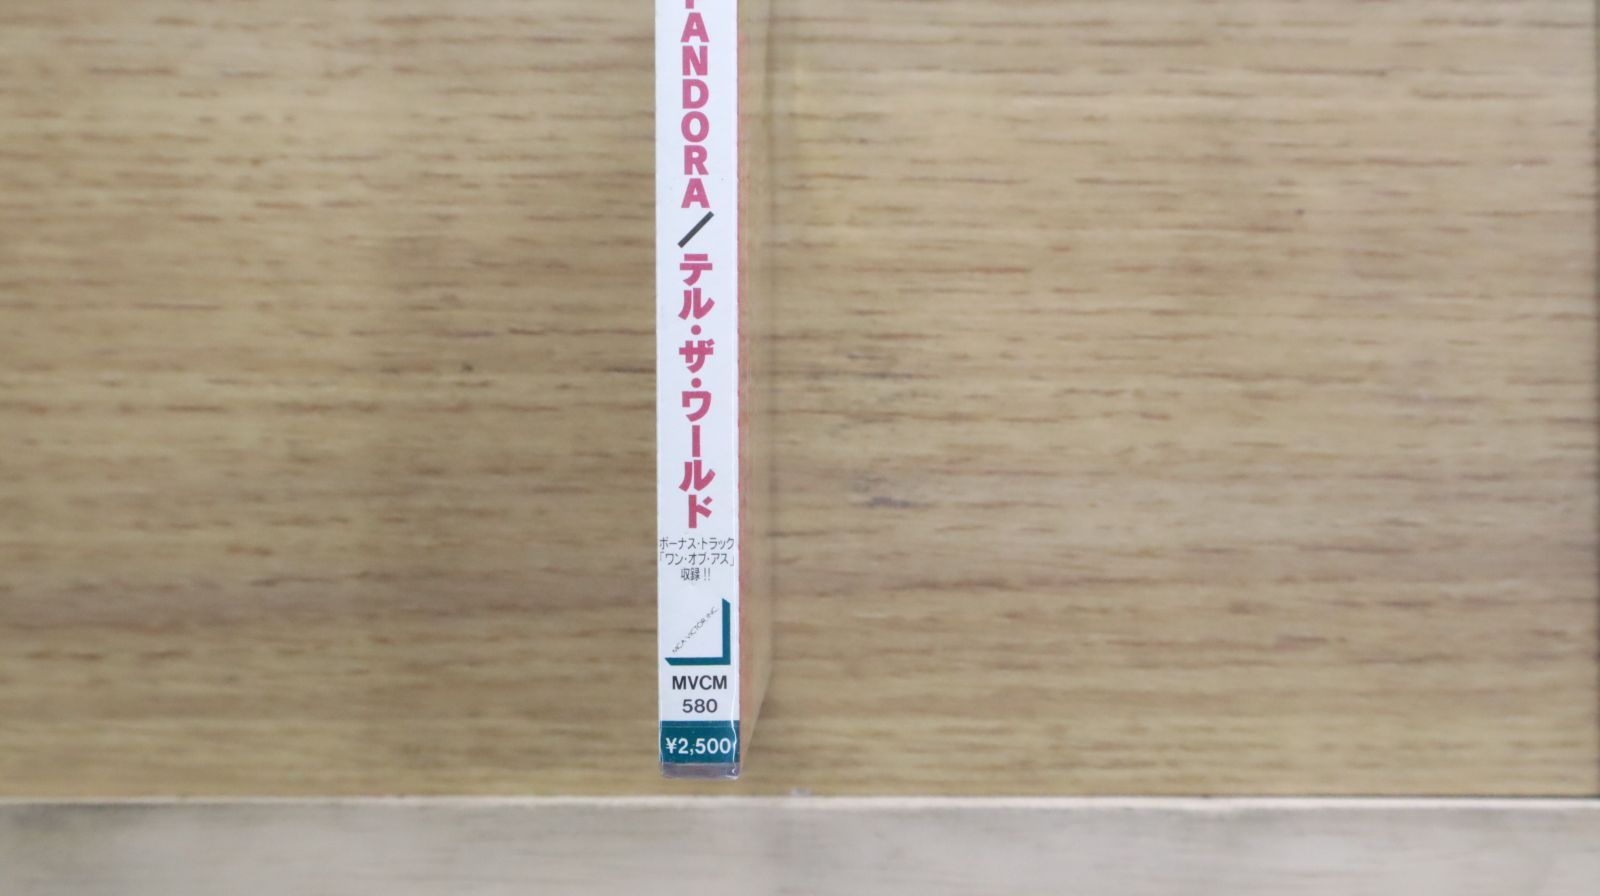 PANDORA／テル・ザ・ワールド
ボーナス・トラック
「ワン・オブ・アス」
収録!!
MCA VICTOR, INC.
MVCM
580
¥2,500